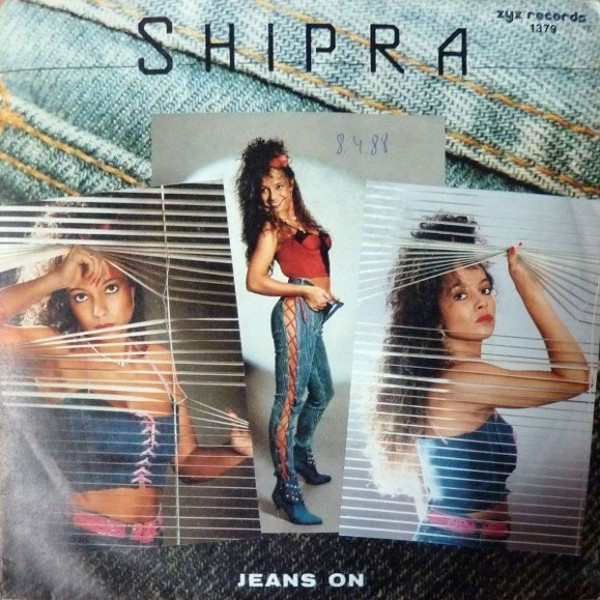 SHIPRA
zyx records
1379
8.4.88
JEANS ON